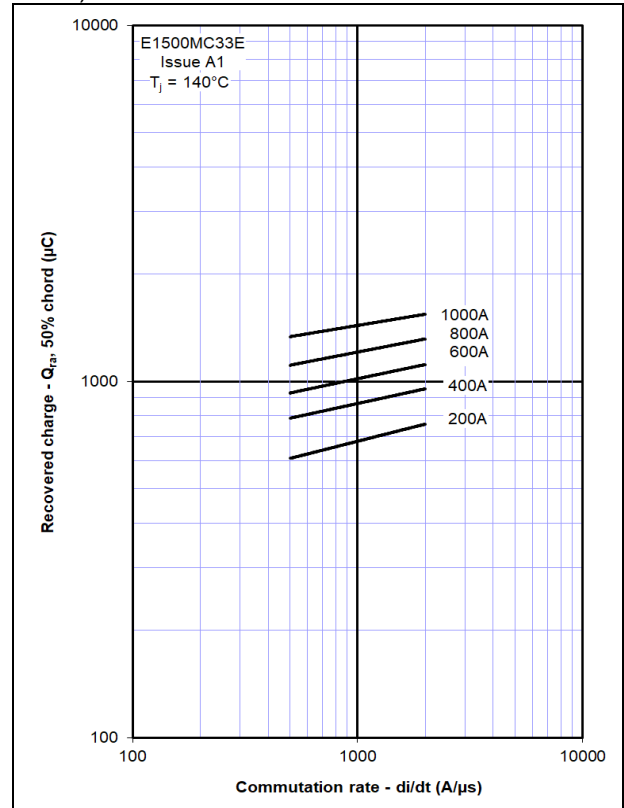 10000
E1500MC33E
Issue A1
Tj = 140°C
Recovered charge - Qra, 50% chord (µC)
1000A
800A
600A
1000
400A
200A
100
100
1000
10000
Commutation rate - di/dt (A/µs)